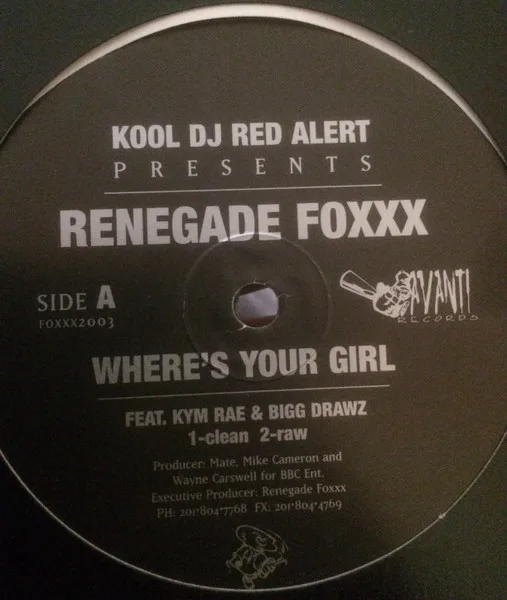 KOOL DJ RED ALERT
PRESENTS
RENEGADE FOXXX
SIDE A
FOXXX2003
AVANTI
RECORDS
WHERE'S YOUR GIRL
FEAT. KYM RAE & BIGG DRAWZ
1-clean 2-raw
Producer: Mate, Mike Cameron and
Wayne Carswell for BBC Ent.
Executive Producer: Renegade Foxxx
PH: 201*804*7768 FX: 201*804*4769